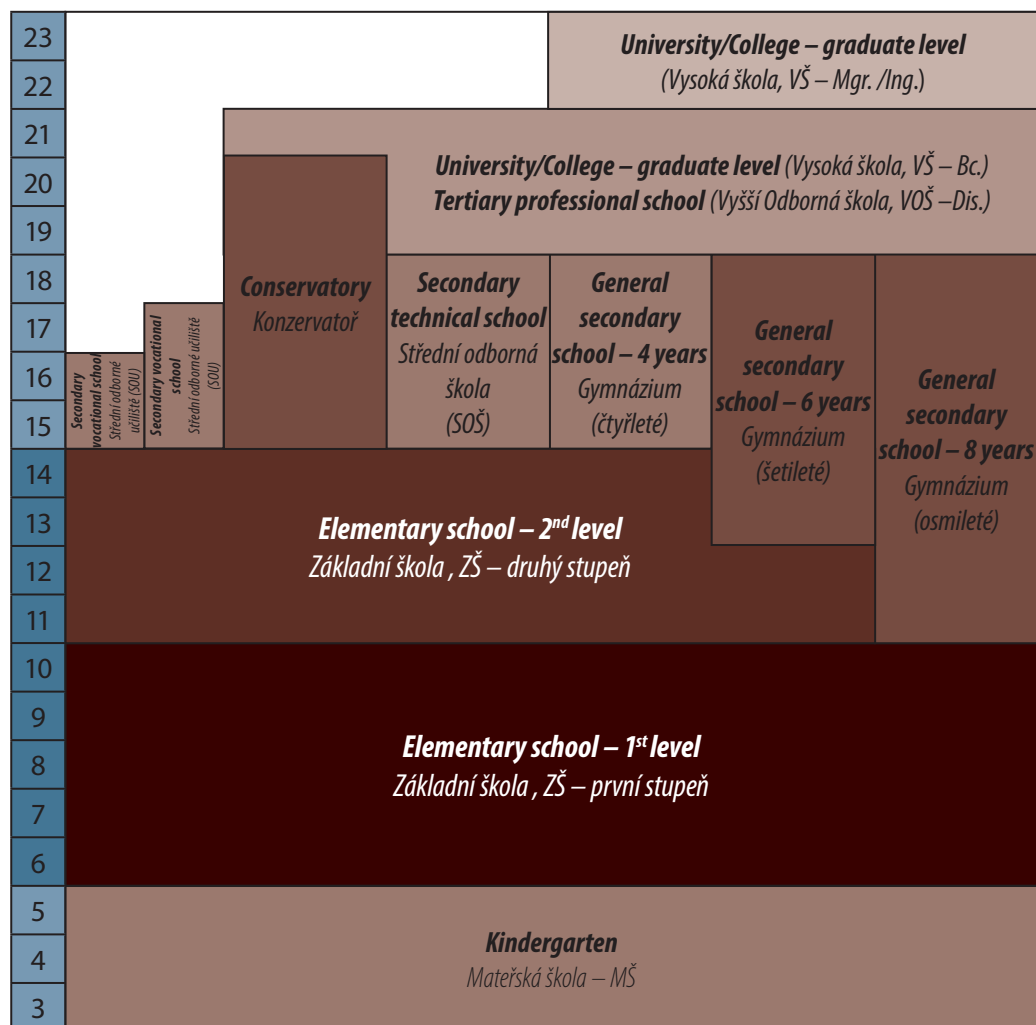 23
22
21
20
19
18
17
16
15
14
13
12
11
10
9
8
7
6
5
4
3
University/College – graduate level
(Vysoká škola, VŠ – Mgr. /Ing.)
University/College – graduate level (Vysoká škola, VŠ – Bc.)
Tertiary professional school (Vyšší Odborná škola, VOŠ –Dis.)
Secondary
vocational school
Střední odborné
učiliště (SOU)
Secondary vocational
school
Střední odborné učiliště
(SOU)
Conservatory
Konzervatoř
Secondary
technical school
Střední odborná
škola
(SOŠ)
General
secondary
school – 4 years
Gymnázium
(čtyřleté)
General
secondary
school – 6 years
Gymnázium
(šetileté)
General
secondary
school – 8 years
Gymnázium
(osmileté)
Elementary school – 2nd level
Základní škola , ZŠ – druhý stupeň
Elementary school – 1st level
Základní škola , ZŠ – první stupeň
Kindergarten
Mateřská škola – MŠ